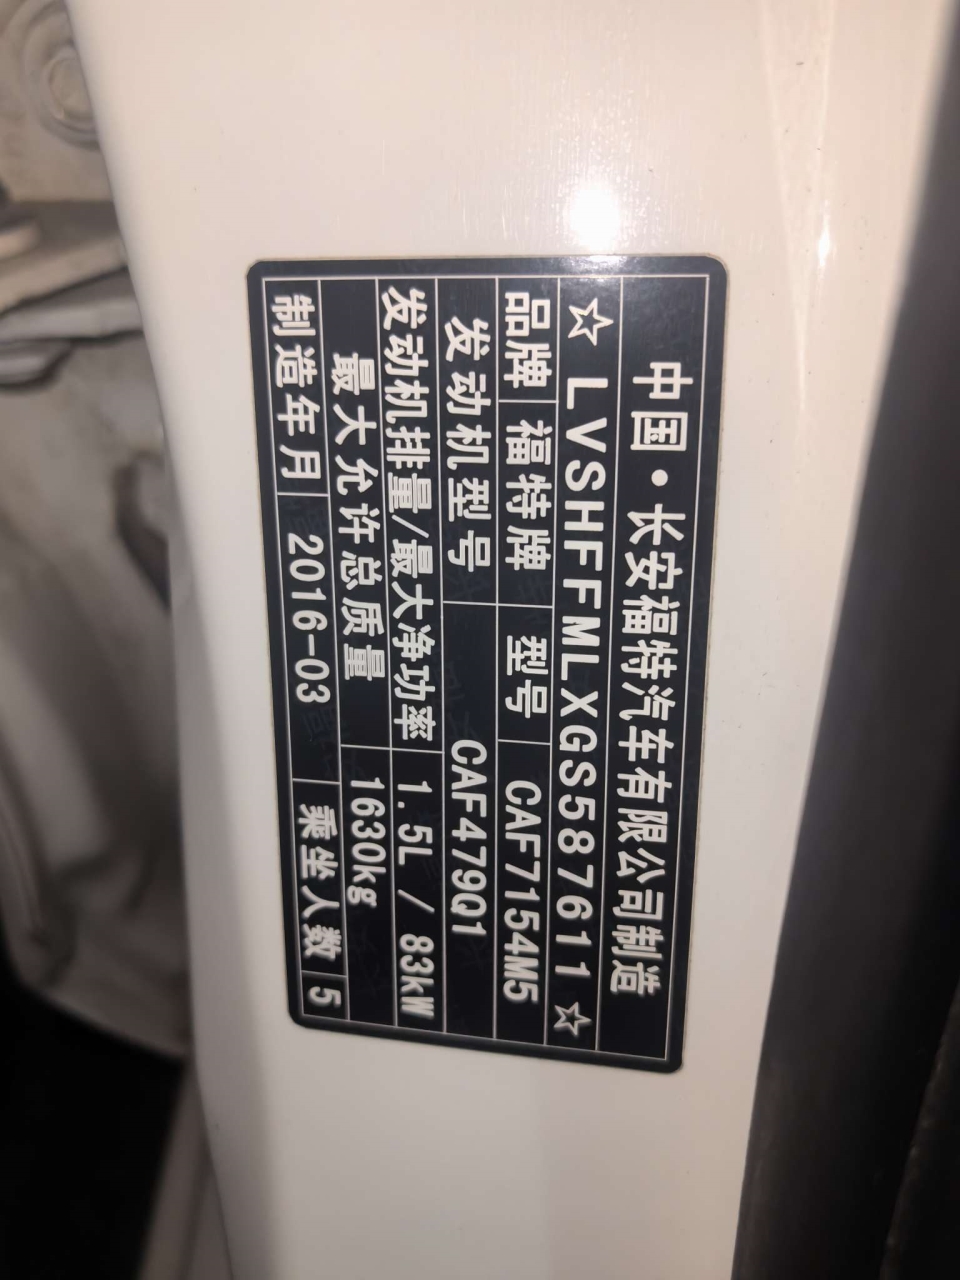 中国·长安福特汽车有限公司制造
☆ LVSHFFMLXGS587611 ☆
品牌 福特牌 型号 CAF7154M5
发动机型号 CAF479Q1
发动机排量/最大净功率 1.5L / 83kW
最大允许总质量 1630kg
制造年月 2016-03 乘坐人数 5